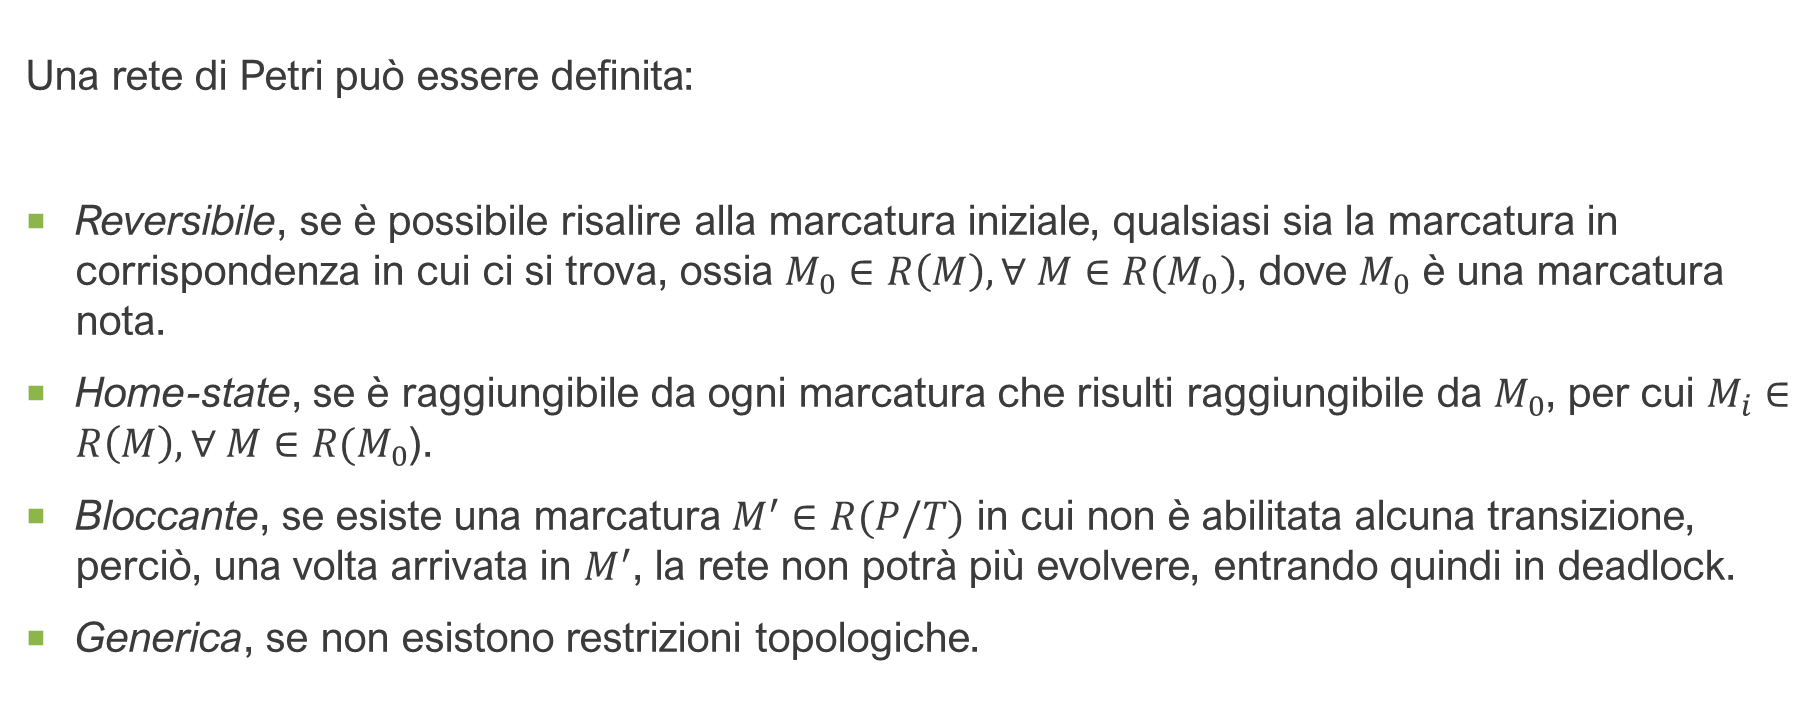 Una rete di Petri può essere definita:
▪ Reversibile, se è possibile risalire alla marcatura iniziale, qualsiasi sia la marcatura in
corrispondenza in cui ci si trova, ossia 𝑀₀ ∈ 𝑅(𝑀), ∀ 𝑀 ∈ 𝑅(𝑀₀), dove 𝑀₀ è una marcatura
nota.
▪ Home-state, se è raggiungibile da ogni marcatura che risulti raggiungibile da 𝑀₀, per cui 𝑀ᵢ ∈
𝑅(𝑀), ∀ 𝑀 ∈ 𝑅(𝑀₀).
▪ Bloccante, se esiste una marcatura 𝑀′ ∈ 𝑅(𝑃/𝑇) in cui non è abilitata alcuna transizione,
perciò, una volta arrivata in 𝑀′, la rete non potrà più evolvere, entrando quindi in deadlock.
▪ Generica, se non esistono restrizioni topologiche.